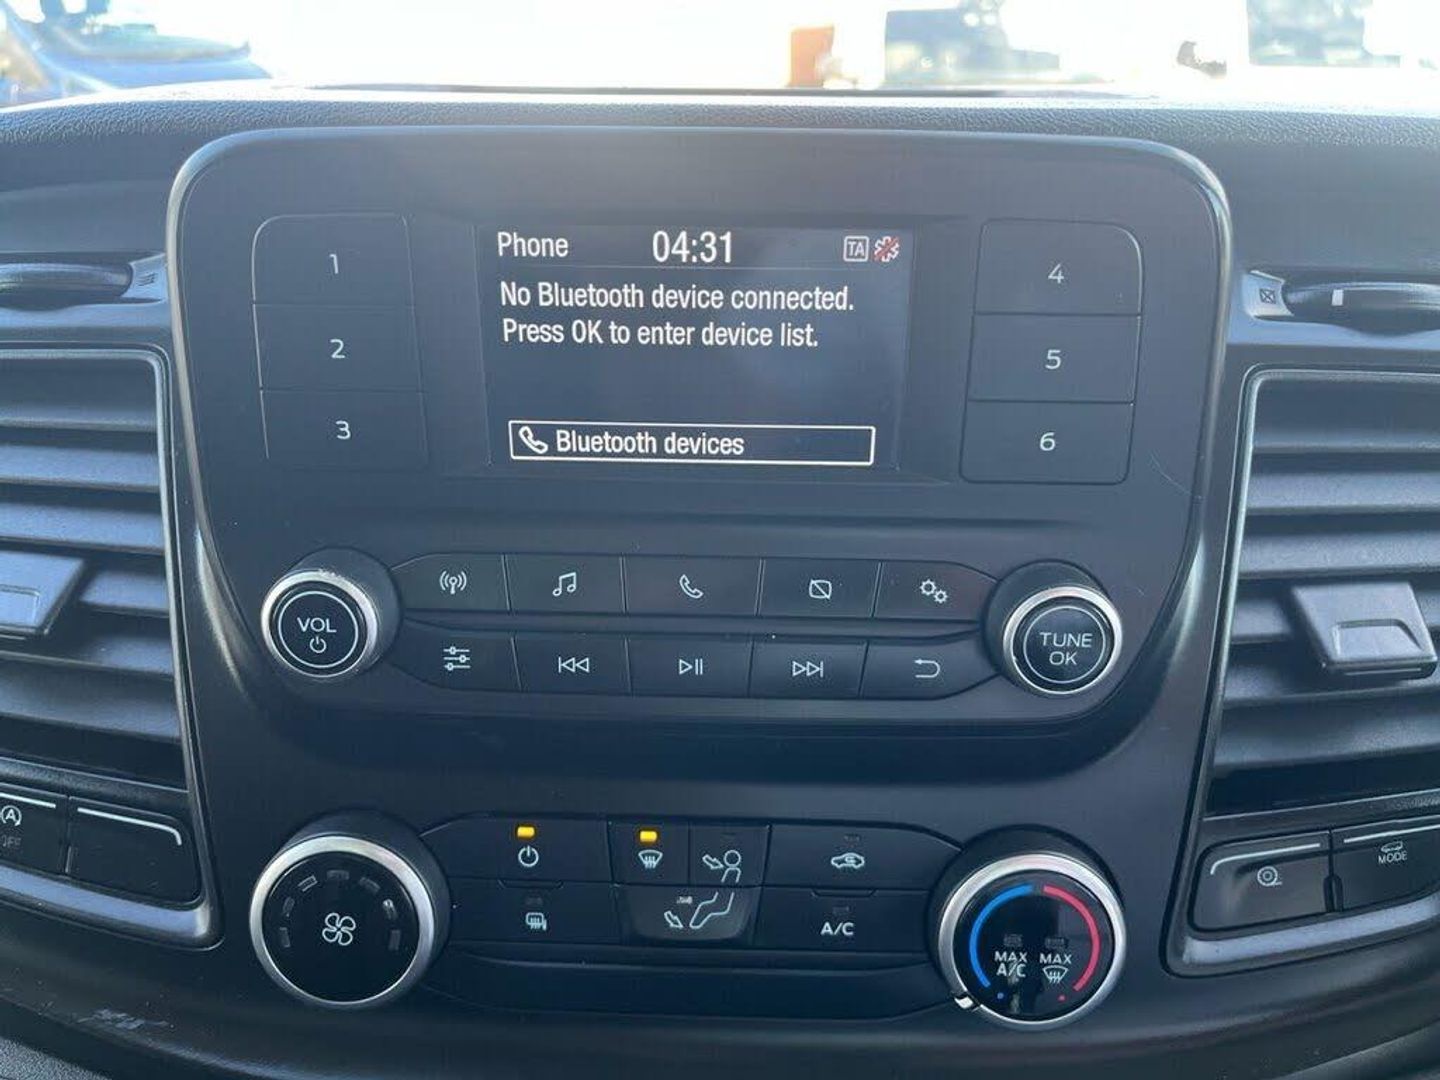 Phone 04:31 TA
No Bluetooth device connected.
Press OK to enter device list.
Bluetooth devices
1
2
3
4
5
6
VOL
TUNE
OK
A
OFF
A/C
MAX
A/C
MAX
MODE